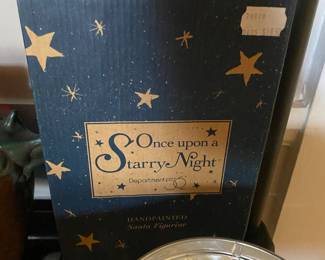 Once upon a
Starry Night
Department 56
HANDPAINTED
Santa Figurine